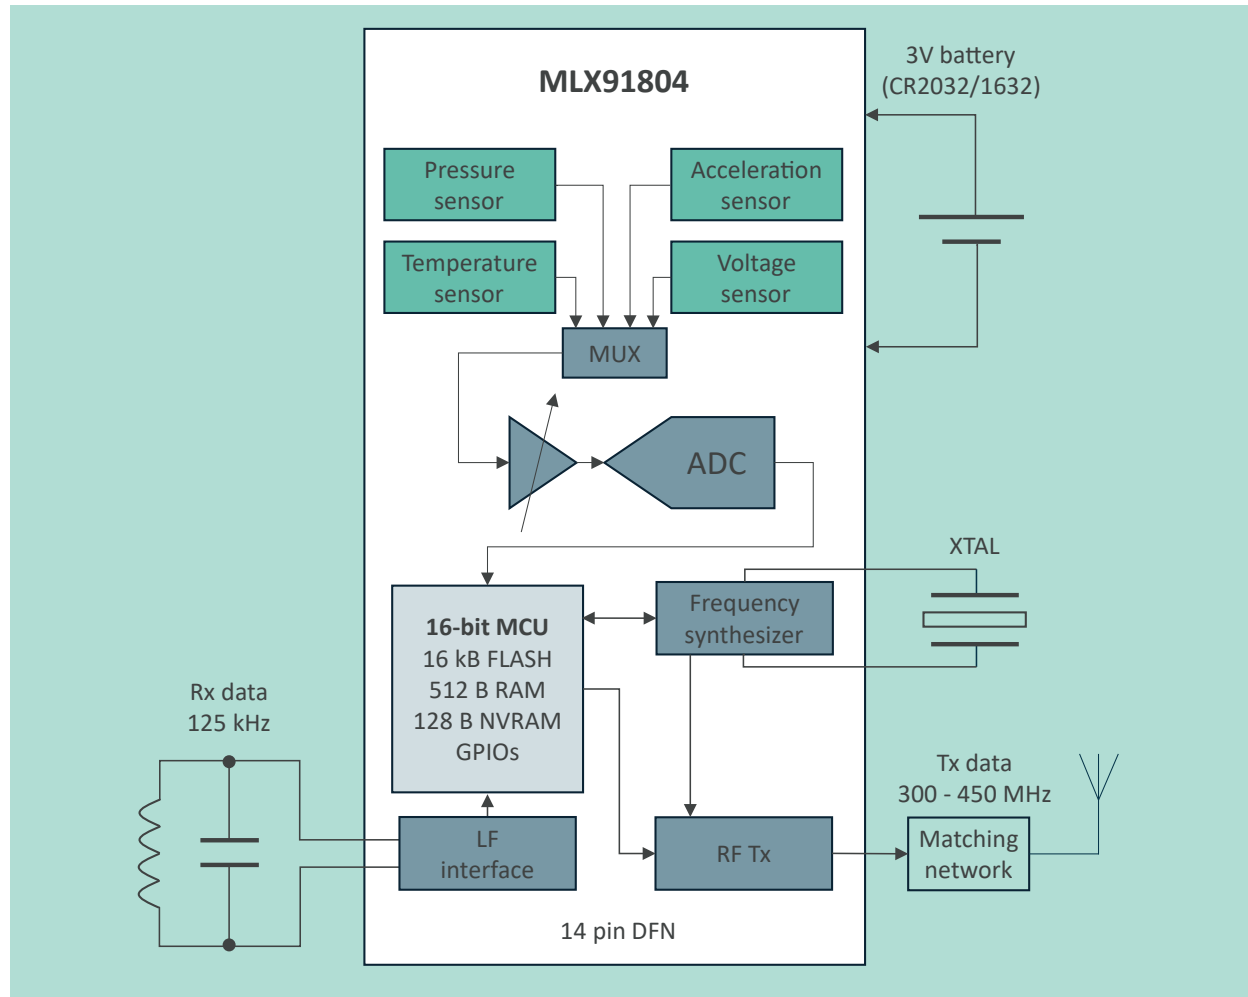 MLX91804
3V battery
(CR2032/1632)
Pressure
sensor
Acceleration
sensor
Temperature
sensor
Voltage
sensor
MUX
ADC
XTAL
16-bit MCU
16 kB FLASH
512 B RAM
128 B NVRAM
GPIOs
Frequency
synthesizer
Rx data
125 kHz
Tx data
300 - 450 MHz
LF
interface
RF Tx
Matching
network
14 pin DFN